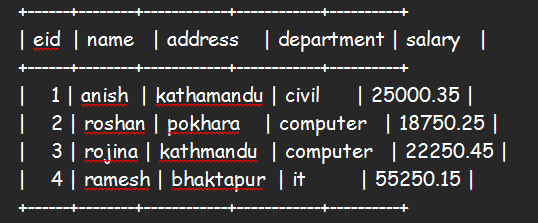 +------+--------+------------+------------+-----------+
| eid | name | address | department | salary |
+------+--------+------------+------------+-----------+
| 1 | anish | kathamandu | civil | 25000.35 |
| 2 | roshan | pokhara | computer | 18750.25 |
| 3 | rojina | kathmandu | computer | 22250.45 |
| 4 | ramesh | bhaktapur | it | 55250.15 |
+------+--------+------------+------------+-----------+